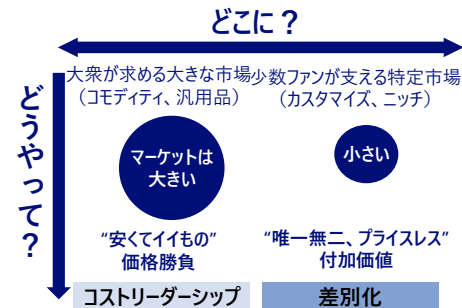 どこに？
どうやって？
大衆が求める大きな市場
（コモディティ、汎用品）
少数ファンが支える特定市場
（カスタマイズ、ニッチ）
マーケットは
大きい
小さい
“安くてイイもの”
価格勝負
“唯一無二、プライスレス”
付加価値
コストリーダーシップ
差別化